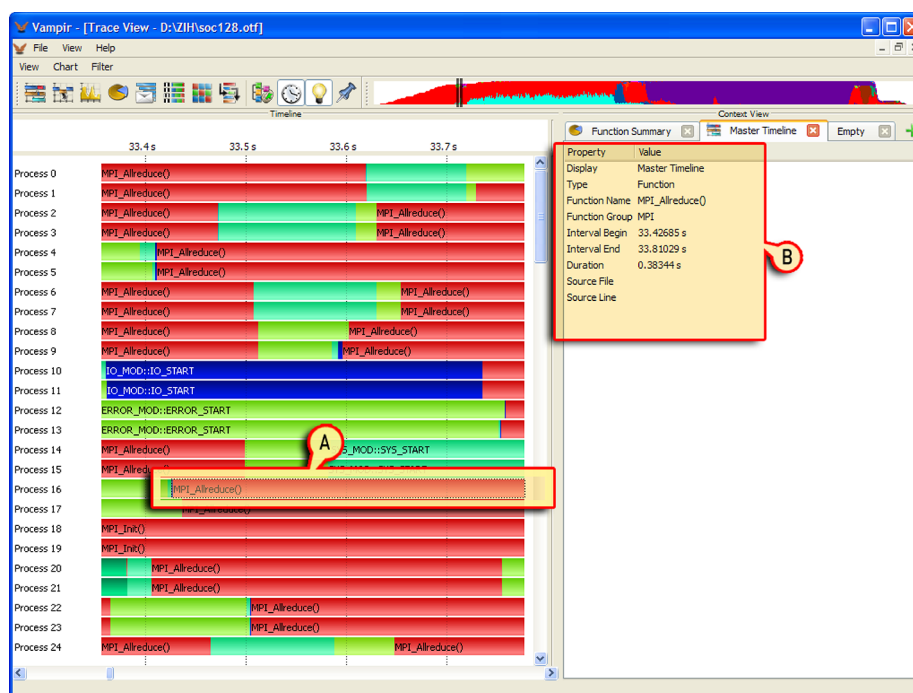 Vampir - [Trace View - D:\ZIH\soc128.otf]
File View Help
View Chart Filter
Timeline
Context View
Function Summary Master Timeline Empty
33.4 s 33.5 s 33.6 s 33.7 s
Property Value
Display Master Timeline
Type Function
Function Name MPI_Allreduce()
Function Group MPI
Interval Begin 33.42685 s
Interval End 33.81029 s
Duration 0.38344 s
Source File
Source Line
B
Process 0 MPI_Allreduce()
Process 1 MPI_Allreduce()
Process 2 MPI_Allreduce() MPI_Allreduce()
Process 3 MPI_Allreduce() MPI_Allreduce()
Process 4 MPI_Allreduce()
Process 5 MPI_Allreduce()
Process 6 MPI_Allreduce() MPI_Allreduce()
Process 7 MPI_Allreduce() MPI_Allreduce()
Process 8 MPI_Allreduce() MPI_Allreduce()
Process 9 MPI_Allreduce() MPI_Allreduce()
Process 10 IO_MOD::IO_START
Process 11 IO_MOD::IO_START
Process 12 ERROR_MOD::ERROR_START
Process 13 ERROR_MOD::ERROR_START
A
Process 14 MPI_Allreduce() S_MOD::SYS_START
Process 15 MPI_Allredu
Process 16 MPI_Allreduce()
Process 17 MPI_Allreduce()
Process 18 MPI_Init()
Process 19 MPI_Init()
Process 20 MPI_Allreduce()
Process 21 MPI_Allreduce()
Process 22 MPI_Allreduce()
Process 23 MPI_Allreduce()
Process 24 MPI_Allreduce() MPI_Allreduce()